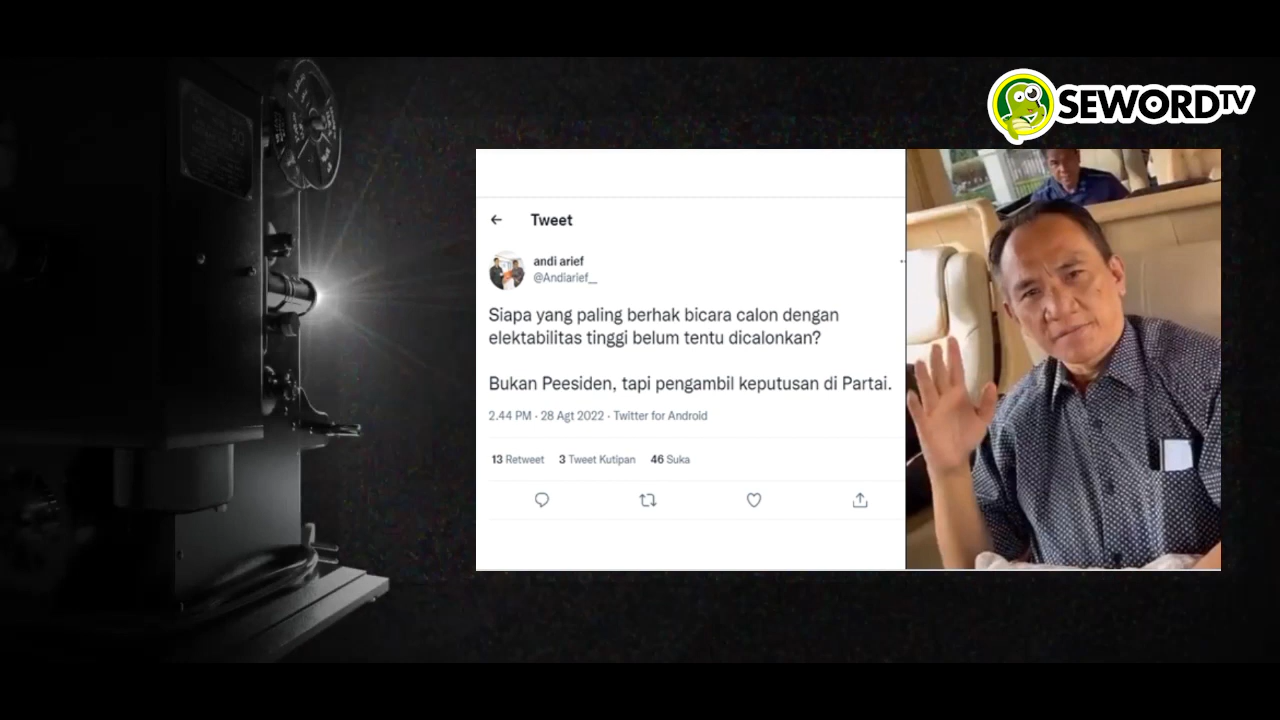 SEWORD TV
Tweet
andi arief
@Andiarief__
Siapa yang paling berhak bicara calon dengan
elektabilitas tinggi belum tentu dicalonkan?
Bukan Peesiden, tapi pengambil keputusan di Partai.
2.44 PM · 28 Agt 2022 · Twitter for Android
13 Retweet 3 Tweet Kutipan 46 Suka